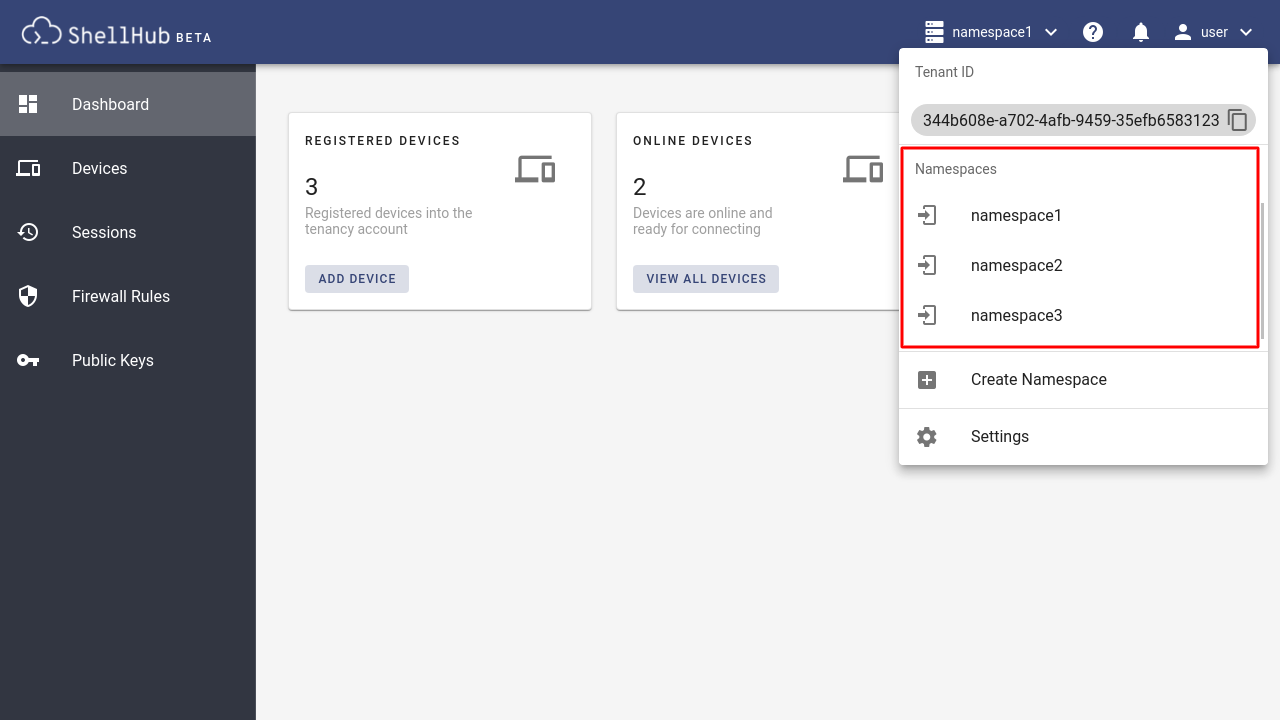 ShellHub BETA
namespace1
user
Dashboard
Devices
Sessions
Firewall Rules
Public Keys
REGISTERED DEVICES
3
Registered devices into the
tenancy account
ADD DEVICE
ONLINE DEVICES
2
Devices are online and
ready for connecting
VIEW ALL DEVICES
Tenant ID
344b608e-a702-4afb-9459-35efb6583123
Namespaces
namespace1
namespace2
namespace3
Create Namespace
Settings